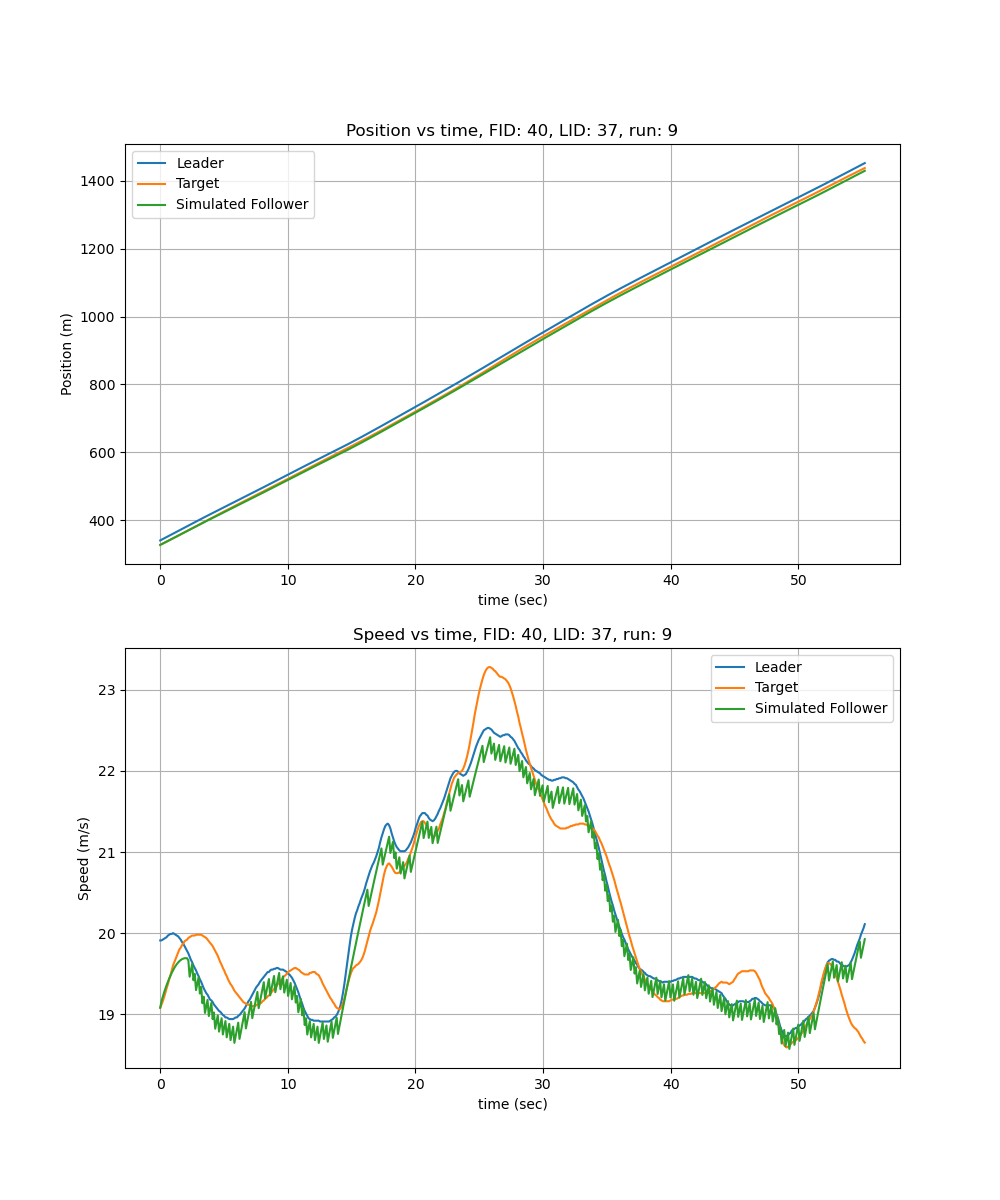 Position vs time, FID: 40, LID: 37, run: 9
Leader
Target
Simulated Follower
1400
1200
1000
800
600
400
Position (m)
0 10 20 30 40 50
time (sec)
Speed vs time, FID: 40, LID: 37, run: 9
Leader
Target
Simulated Follower
23
22
21
20
19
Speed (m/s)
0 10 20 30 40 50
time (sec)